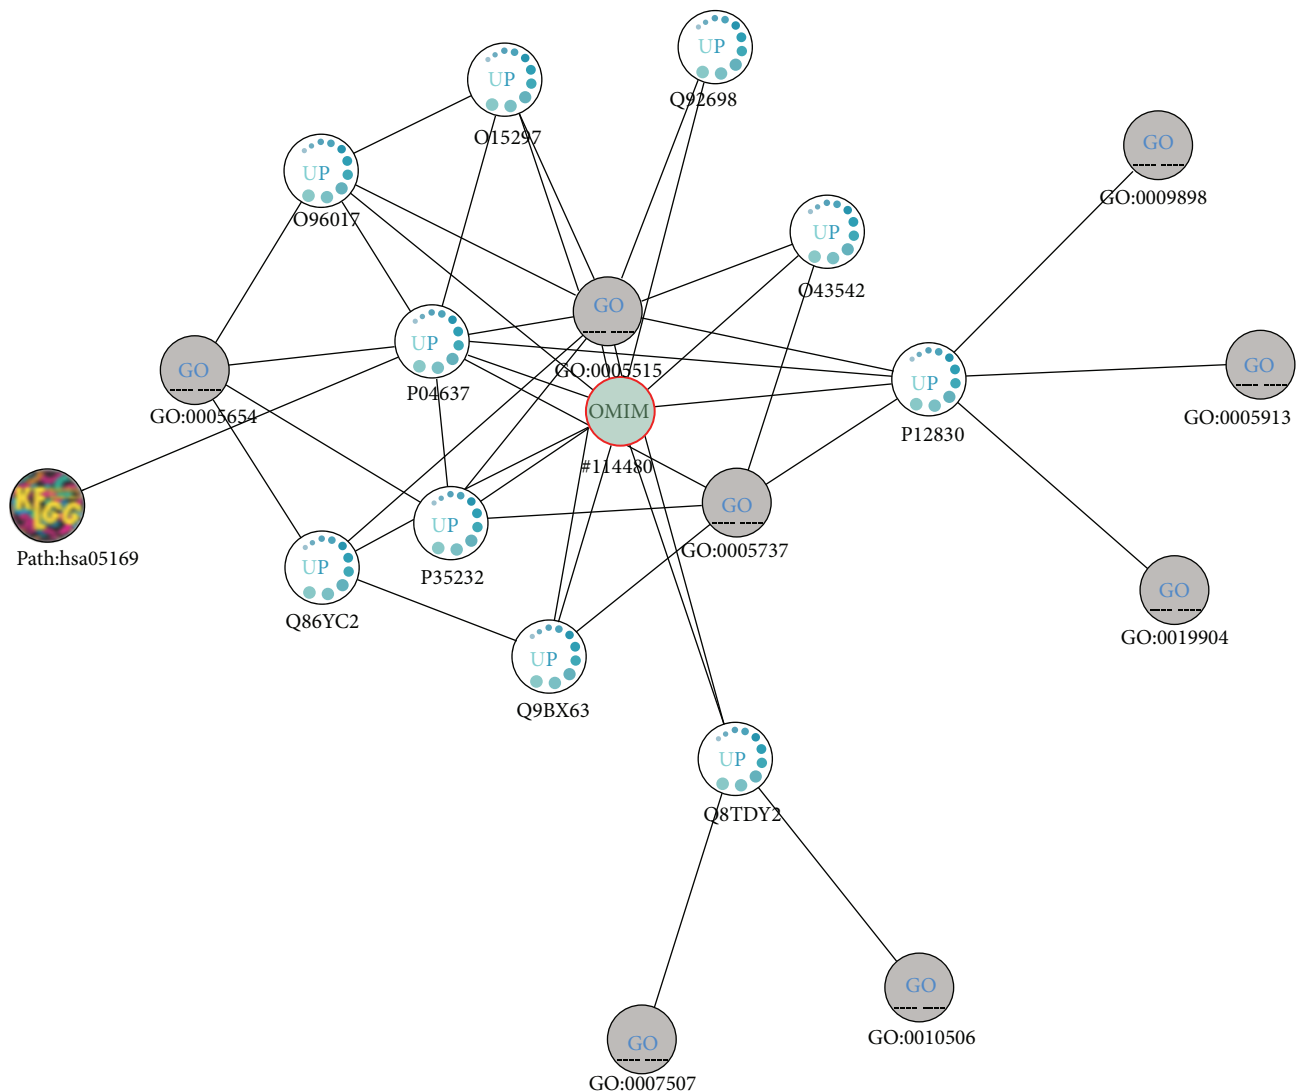 UP
Q92698
UP
O15297
GO
GO:0009898
UP
O96017
UP
O43542
GO
GO:0005515
UP
P04637
GO
GO:0005654
GO
GO:0005913
UP
P12830
OMIM
#114480
KEGG
Path:hsa05169
GO
GO:0005737
UP
P35232
UP
Q86YC2
GO
GO:0019904
UP
Q9BX63
UP
Q8TDY2
GO
GO:0010506
GO
GO:0007507